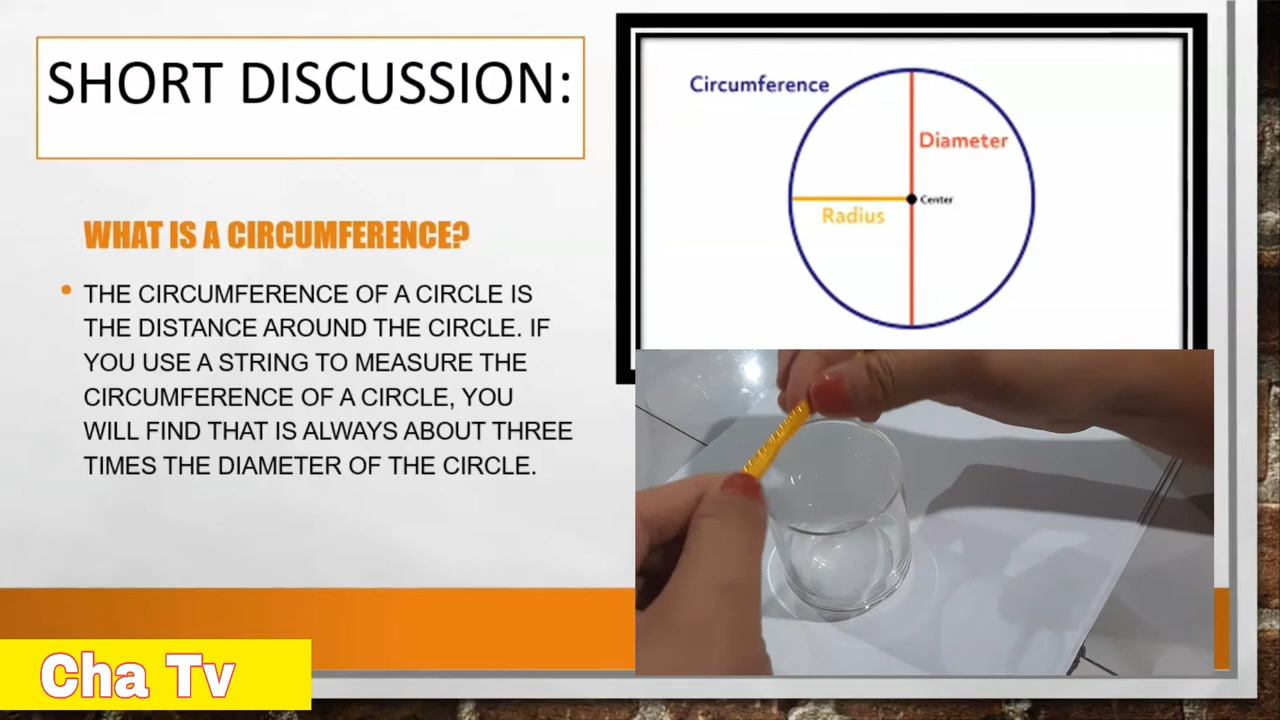 SHORT DISCUSSION:
WHAT IS A CIRCUMFERENCE?
• THE CIRCUMFERENCE OF A CIRCLE IS
THE DISTANCE AROUND THE CIRCLE. IF
YOU USE A STRING TO MEASURE THE
CIRCUMFERENCE OF A CIRCLE, YOU
WILL FIND THAT IS ALWAYS ABOUT THREE
TIMES THE DIAMETER OF THE CIRCLE.
Circumference
Diameter
Center
Radius
Cha Tv